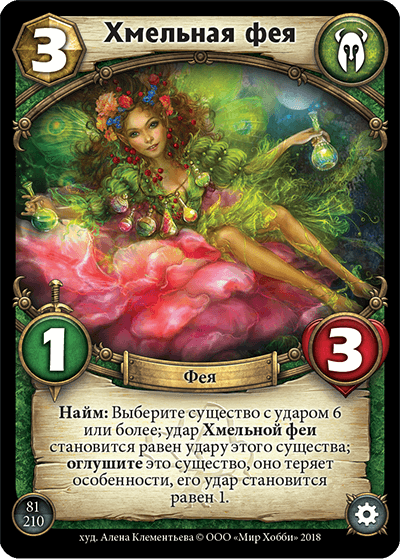 3
Хмельная фея
1
3
Фея
Найм: Выберите существо с ударом 6
или более; удар Хмельной феи
становится равен удару этого существа;
оглушите это существо, оно теряет
особенности, его удар становится
равен 1.
81
210
худ. Алена Клементьева © ООО «Мир Хобби» 2018